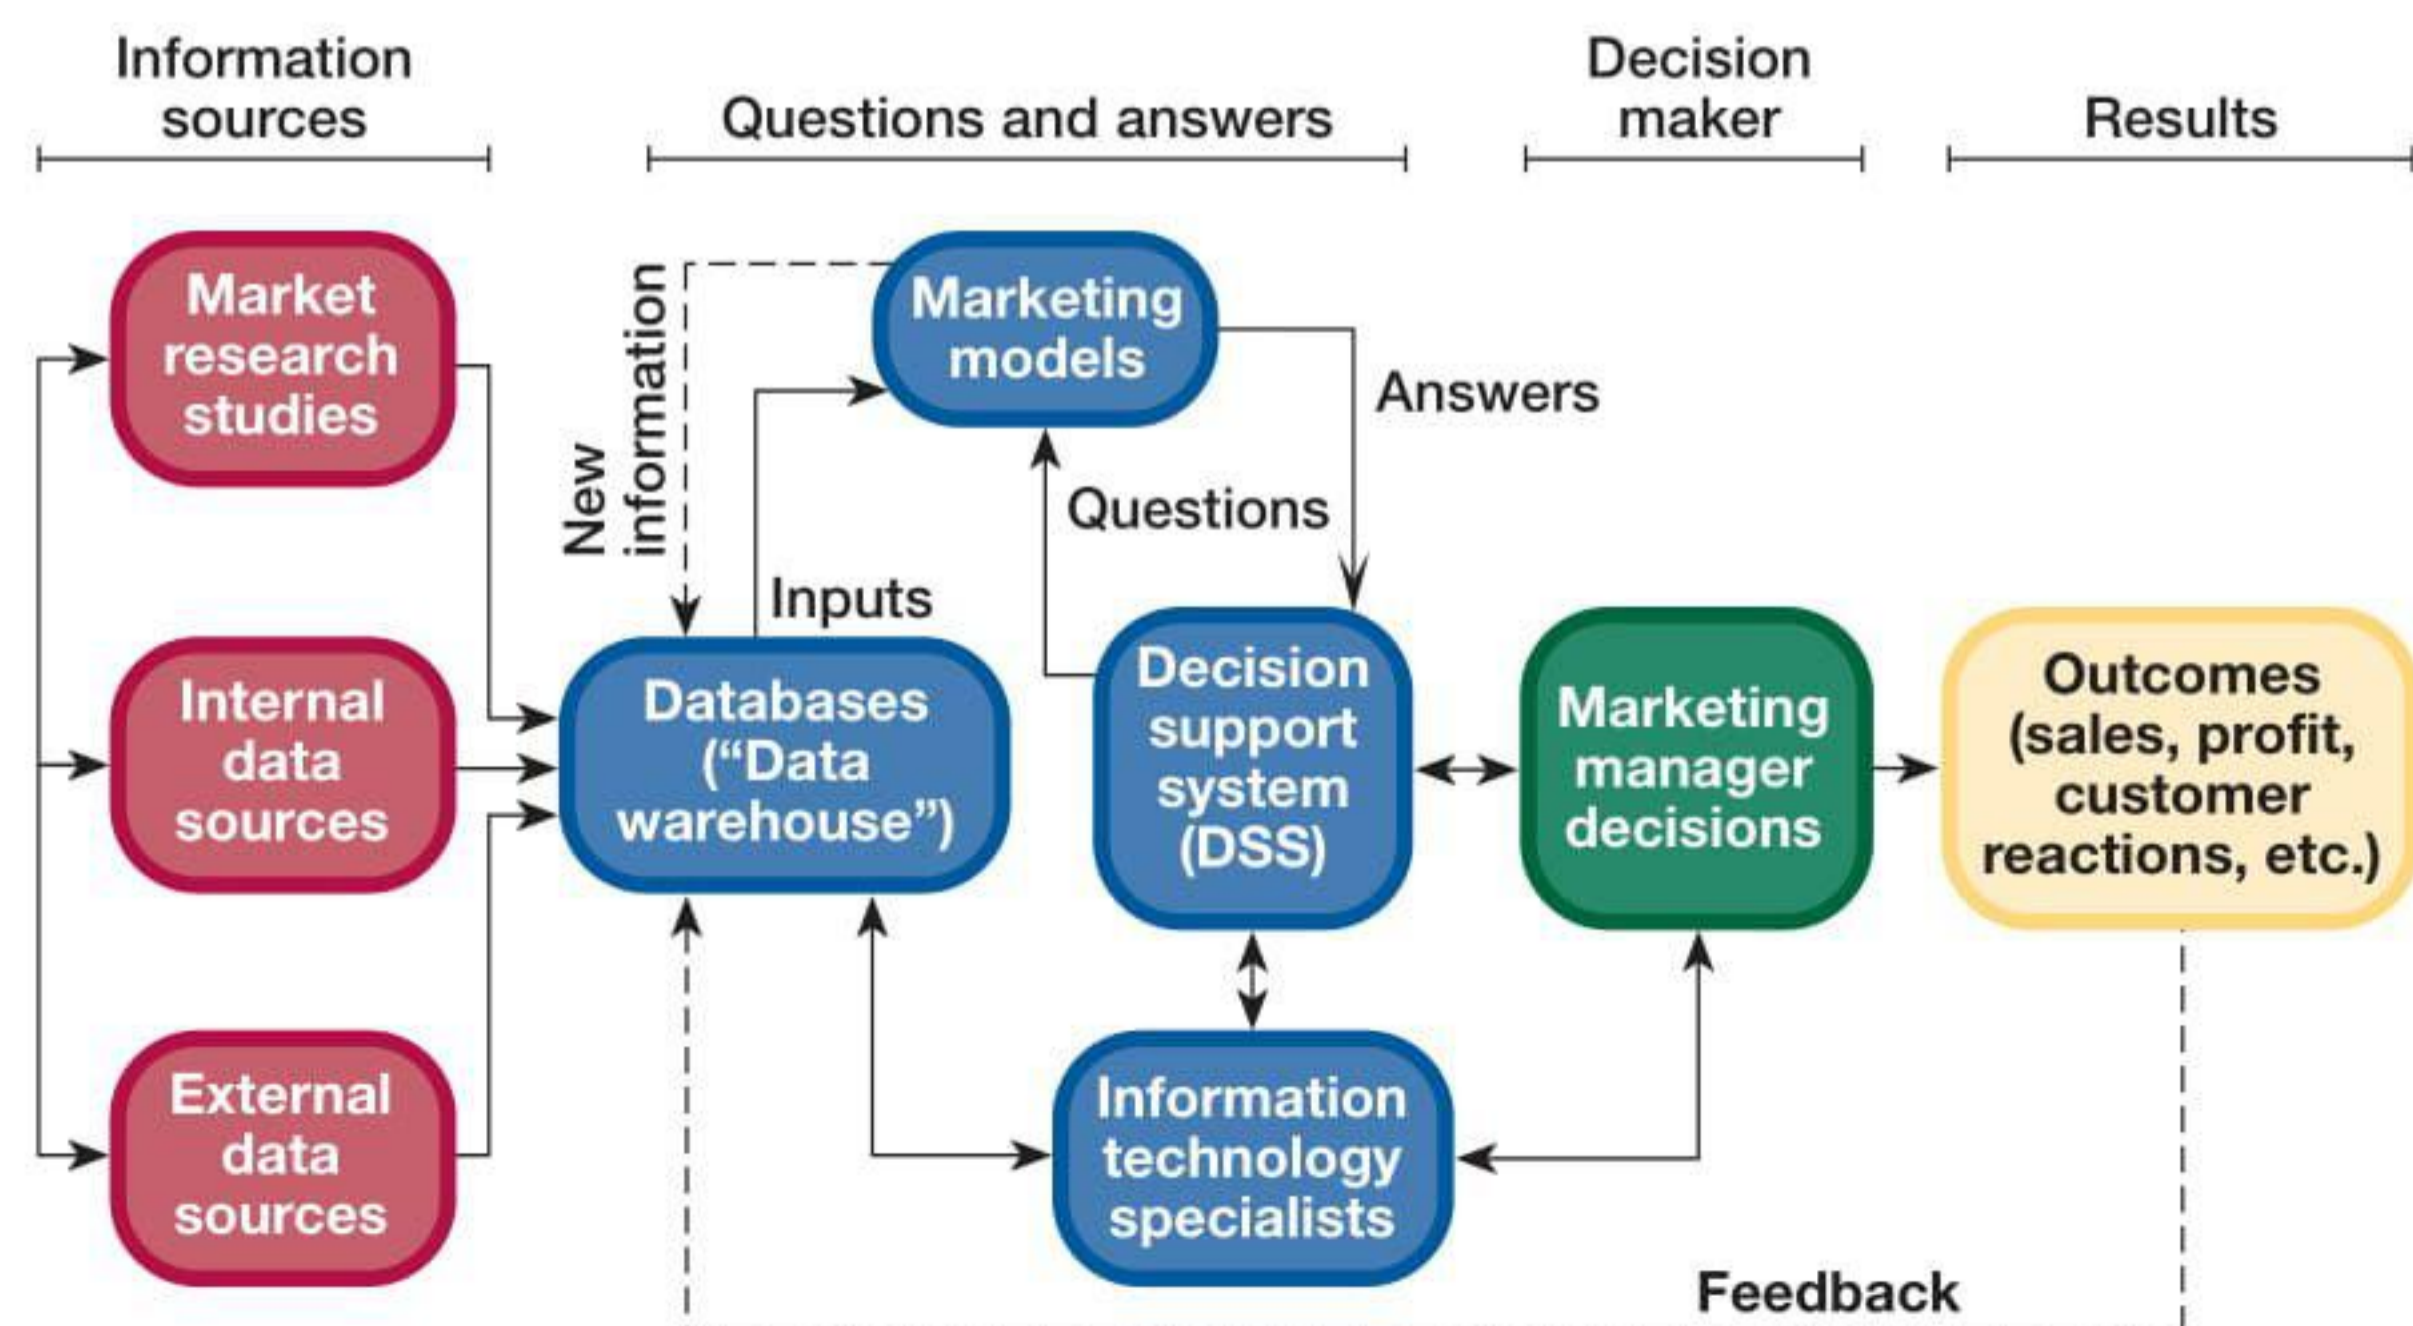 Information
sources
Questions and answers
Decision
maker
Results
Market
research
studies
New
information
Marketing
models
Answers
Questions
Inputs
Internal
data
sources
Databases
(“Data
warehouse”)
Decision
support
system
(DSS)
Marketing
manager
decisions
Outcomes
(sales, profit,
customer
reactions, etc.)
External
data
sources
Information
technology
specialists
Feedback